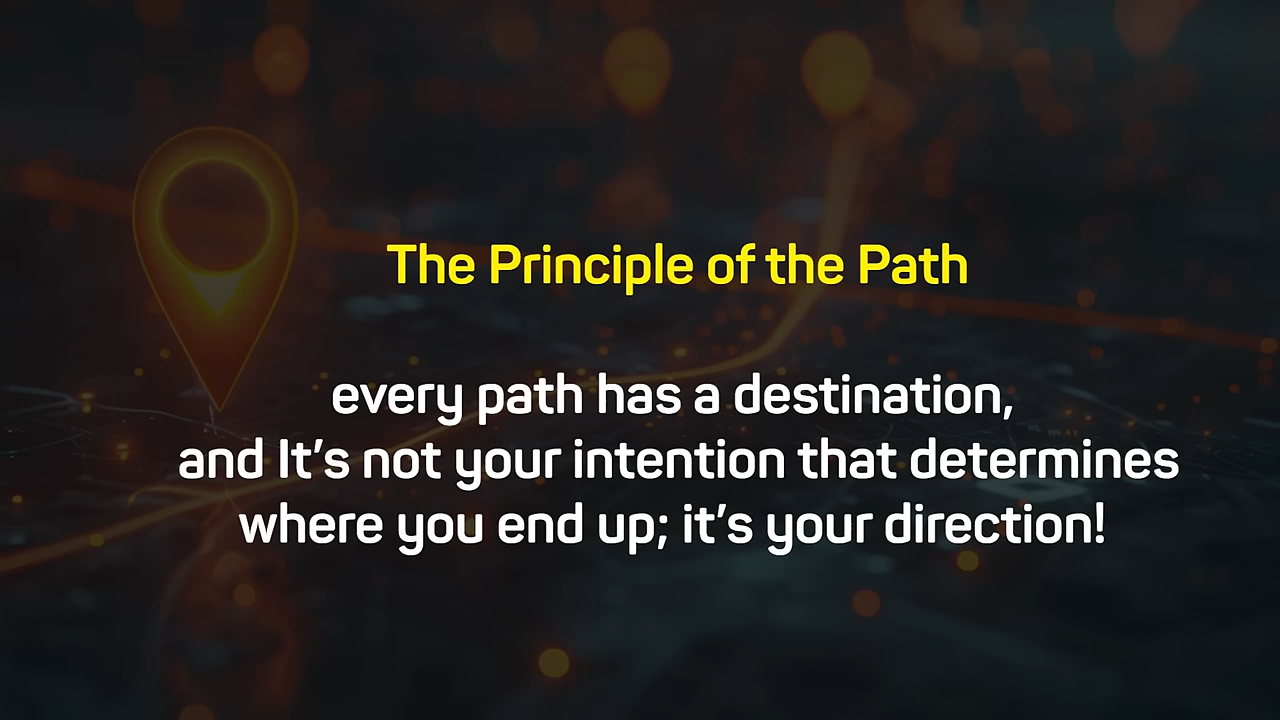 The Principle of the Path
every path has a destination,
and It’s not your intention that determines
where you end up; it’s your direction!